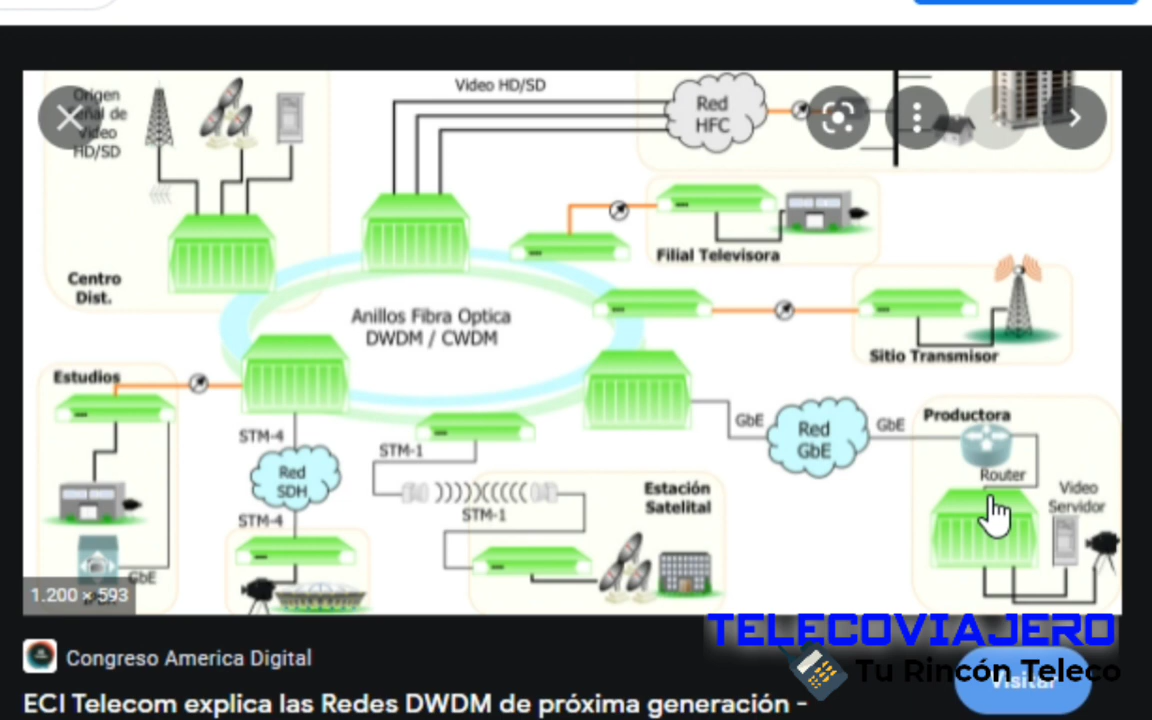 Origen
Señal de
Video
HD/SD
Video HD/SD
Red
HFC
Centro
Dist.
Filial Televisora
Anillos Fibra Optica
DWDM / CWDM
Sitio Transmisor
Estudios
STM-4
Red
SDH
STM-4
GbE
STM-1
STM-1
Estación
Satelital
GbE
Red
GbE
GbE
Productora
Router
Video
Servidor
1.200 × 593
TELECOVIAJERO
Tu Rincón Teleco
Congreso America Digital
Visitar
ECI Telecom explica las Redes DWDM de próxima generación -